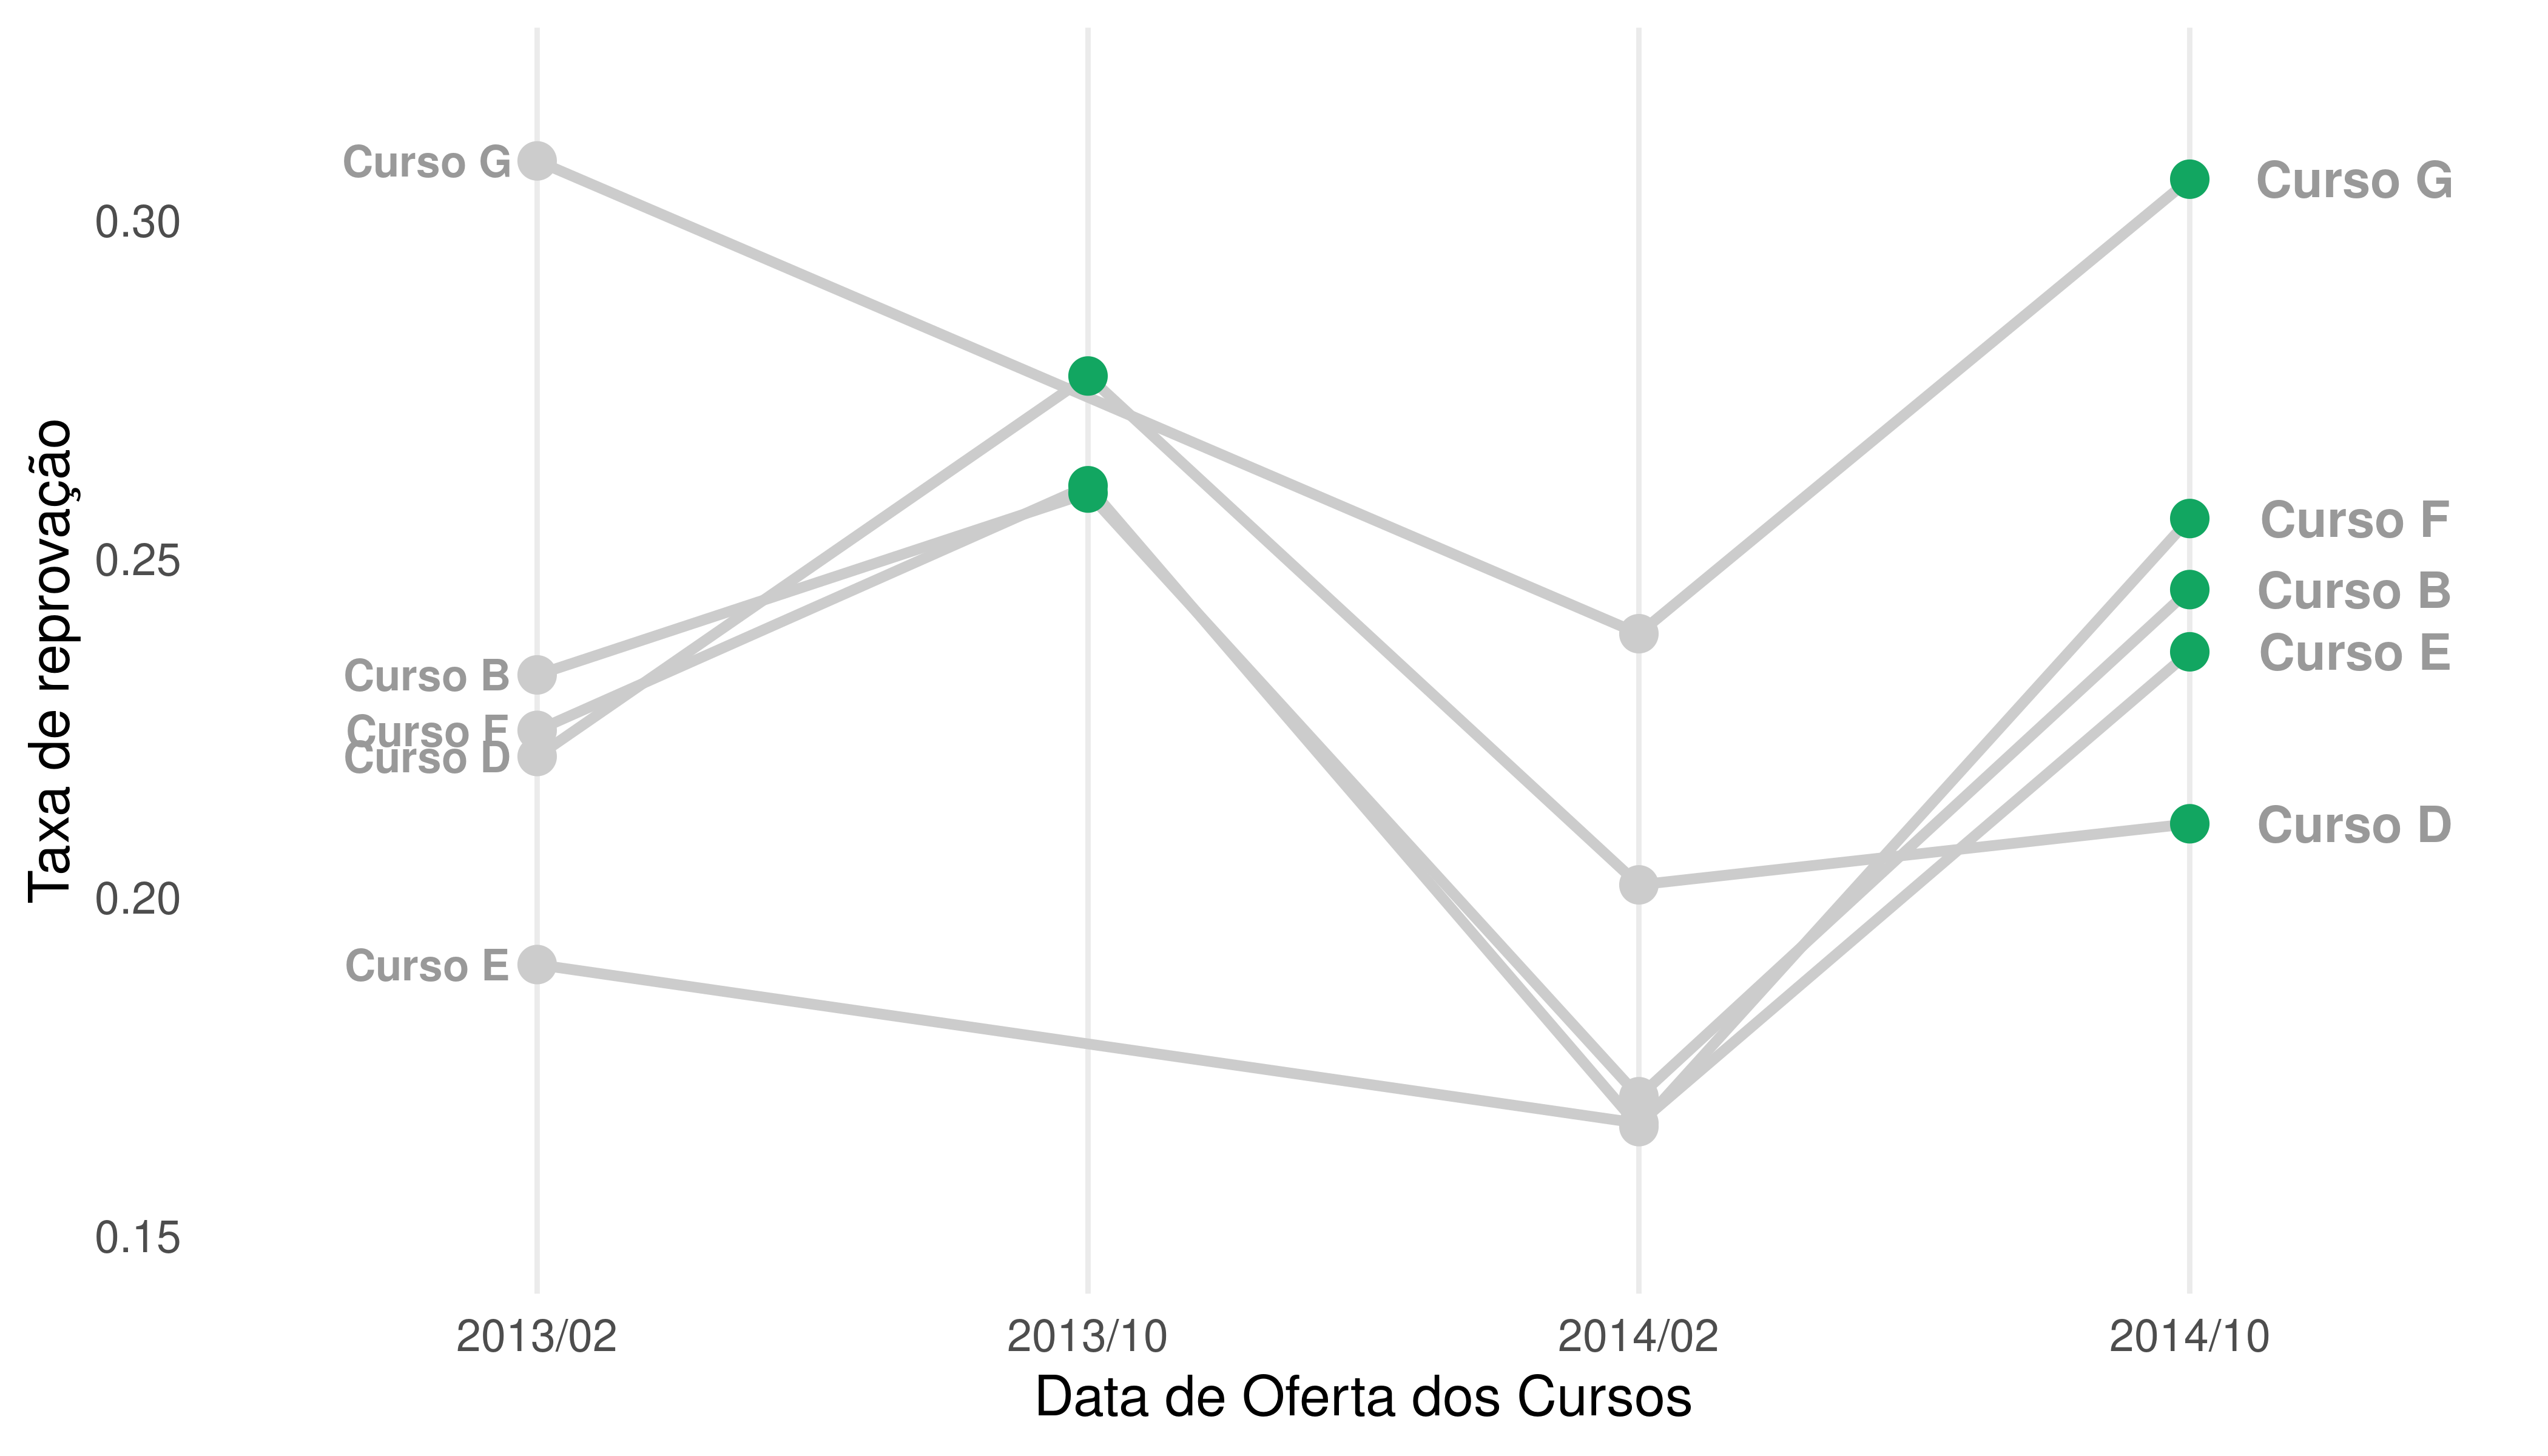 Taxa de reprovação
0.30
0.25
0.20
0.15
Curso G
Curso B
Curso F
Curso D
Curso E
Curso G
Curso F
Curso B
Curso E
Curso D
2013/02
2013/10
2014/02
2014/10
Data de Oferta dos Cursos